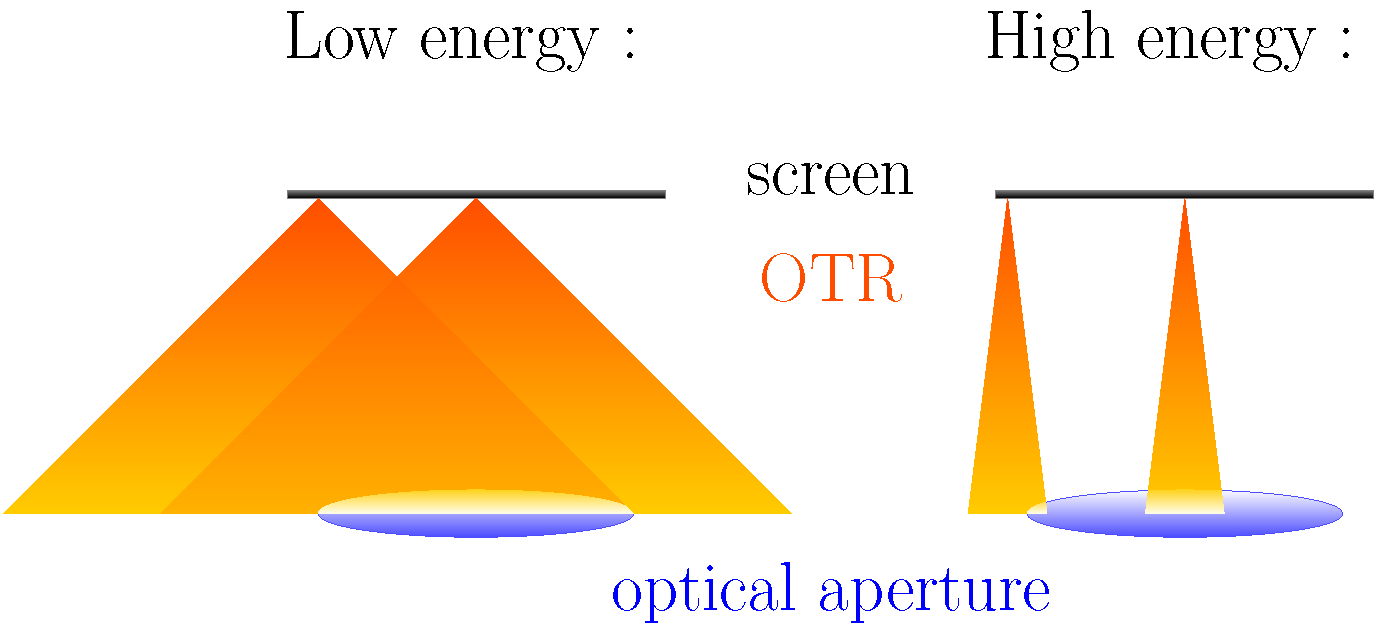 Low energy :
High energy :
screen
OTR
optical aperture